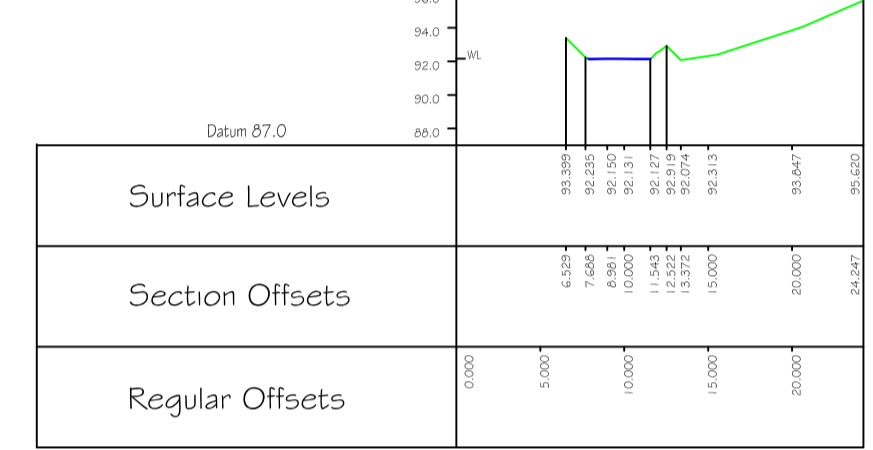 94.0
WL
92.0
90.0
Datum 87.0
88.0
Surface Levels
93.399 92.235 92.150 92.131 92.127 92.919 92.074 92.313 93.847 95.620
Section Offsets
6.529 7.688 8.981 10.000 11.543 12.522 13.372 15.000 20.000 24.247
Regular Offsets
0.000 5.000 10.000 15.000 20.000